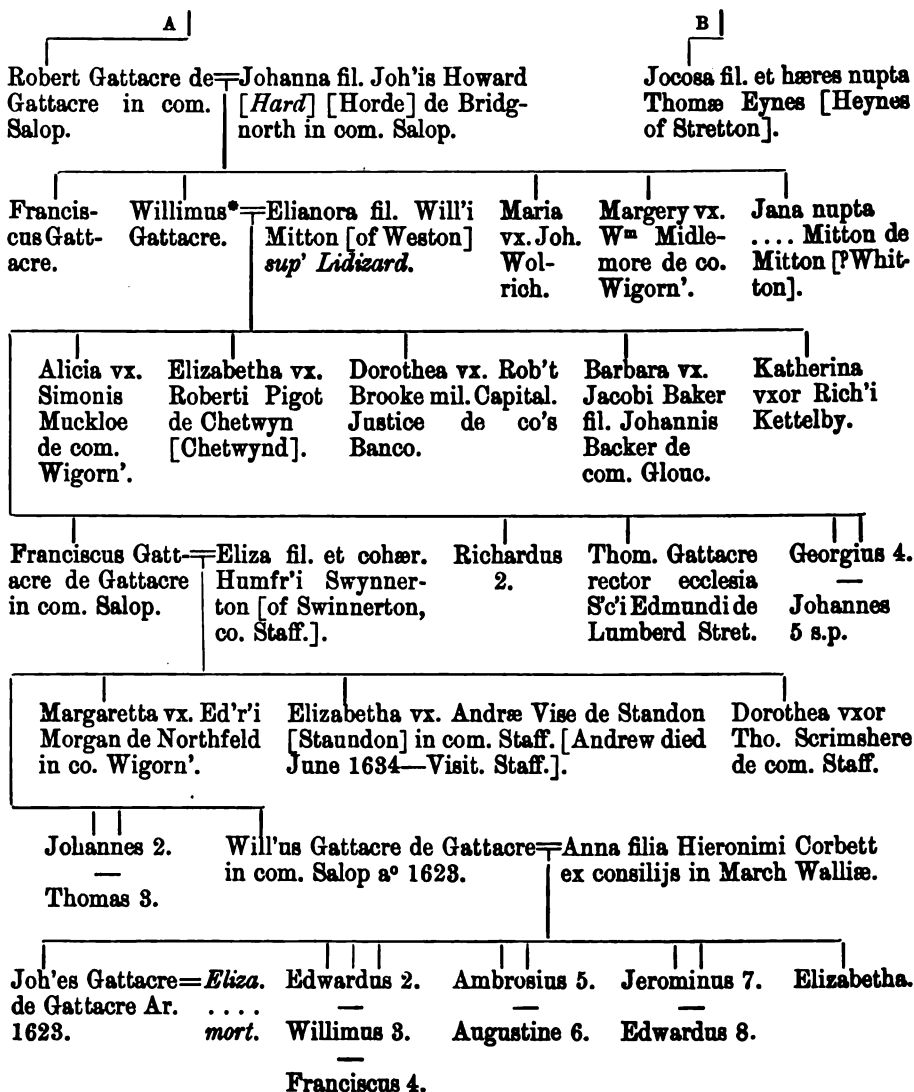 A
B
Robert Gattacre de Gattacre in com. Salop.
Johanna fil. Joh'is Howard
[Hard] [Horde] de Bridg-
north in com. Salop.
Jocosa fil. et hæres nupta
Thomæ Eynes [Heynes
of Stretton].
Francis-
cus Gatt-
acre.
Willimus*
Gattacre.
Elianora fil. Will'i
Mitton [of Weston]
sup' Lidizard.
Maria
vx. Joh.
Wol-
rich.
Margery vx.
Wm Midle-
more de co.
Wigorn'.
Jana nupta
.... Mitton de
Mitton [?Whit-
ton].
Alicia vx.
Simonis
Muckloe
de com.
Wigorn'.
Elizabetha vx.
Roberti Pigot
de Chetwyn
[Chetwynd].
Dorothea vx. Rob't
Brooke mil. Capital.
Justice de co's
Banco.
Barbara vx.
Jacobi Baker
fil. Johannis
Backer de
com. Glouc.
Katherina
vxor Rich'i
Kettelby.
Franciscus Gatt-
acre de Gattacre
in com. Salop.
Eliza fil. et cohær.
Humfr'i Swynner-
ton [of Swinnerton,
co. Staff.].
Richardus
2.
Thom. Gattacre
rector ecclesia
S'c'i Edmundi de
Lumberd Stret.
Georgius 4.
—
Johannes
5 s.p.
Margaretta vx. Ed'r'i
Morgan de Northfeld
in co. Wigorn'.
Elizabetha vx. Andræ Vise de Standon
[Staundon] in com. Staff. [Andrew died
June 1634—Visit. Staff.].
Dorothea vxor
Tho. Scrimshere
de com. Staff.
Johannes 2.
—
Thomas 3.
Will'us Gattacre de Gattacre
in com. Salop aº 1623.
Anna filia Hieronimi Corbett
ex consilijs in March Walliæ.
Joh'es Gattacre
de Gattacre Ar.
1623.
Eliza.
....
mort.
Edwardus 2.
—
Willimus 3.
—
Franciscus 4.
Ambrosius 5.
—
Augustine 6.
Jerominus 7.
—
Edwardus 8.
Elizabetha.